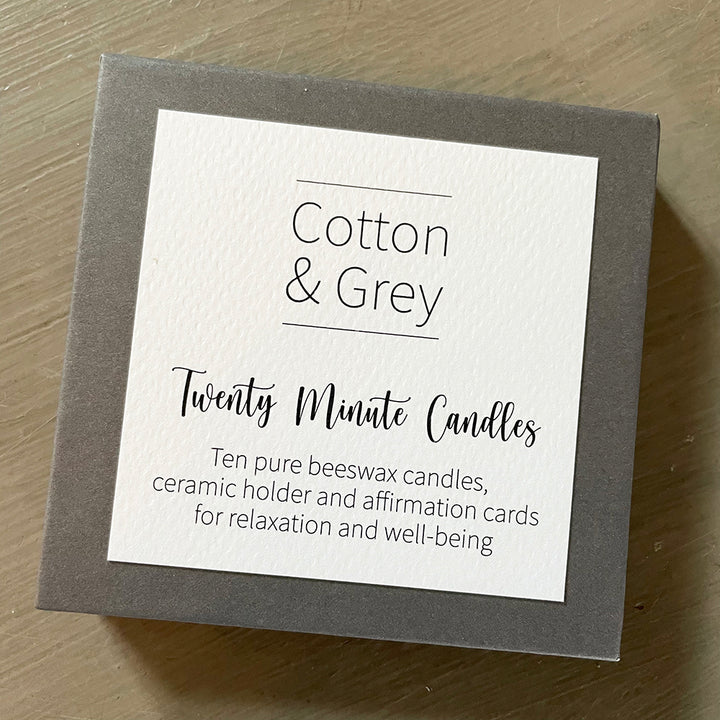 Cotton
& Grey
Twenty Minute Candles
Ten pure beeswax candles,
ceramic holder and affirmation cards
for relaxation and well-being